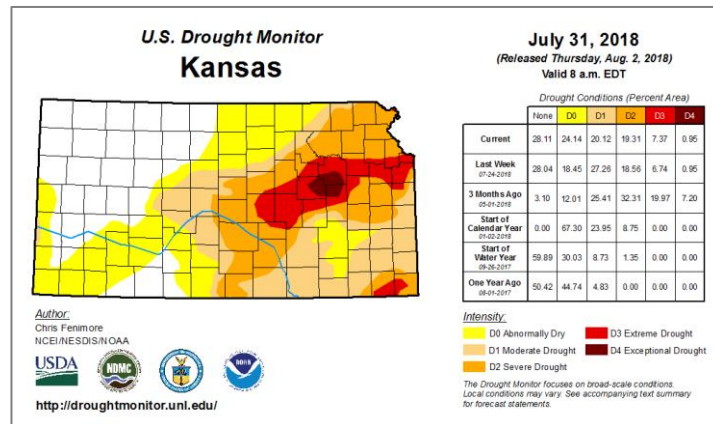 U.S. Drought Monitor
Kansas
July 31, 2018
(Released Thursday, Aug. 2, 2018)
Valid 8 a.m. EDT
Drought Conditions (Percent Area)
None D0 D1 D2 D3 D4
Current 28.11 24.14 20.12 19.31 7.37 0.95
Last Week 28.04 18.45 27.26 18.56 6.74 0.95
07-24-2018
3 Months Ago 3.10 12.01 25.41 32.31 19.97 7.20
05-01-2018
Start of
Calendar Year 0.00 67.30 23.95 8.75 0.00 0.00
01-02-2018
Start of
Water Year 59.89 30.03 8.73 1.35 0.00 0.00
09-26-2017
One Year Ago 50.42 44.74 4.83 0.00 0.00 0.00
08-01-2017
Intensity:
D0 Abnormally Dry
D1 Moderate Drought
D2 Severe Drought
D3 Extreme Drought
D4 Exceptional Drought
The Drought Monitor focuses on broad-scale conditions.
Local conditions may vary. See accompanying text summary
for forecast statements.
Author:
Chris Fenimore
NCEI/NESDIS/NOAA
USDA
NDMC
NOAA
http://droughtmonitor.unl.edu/